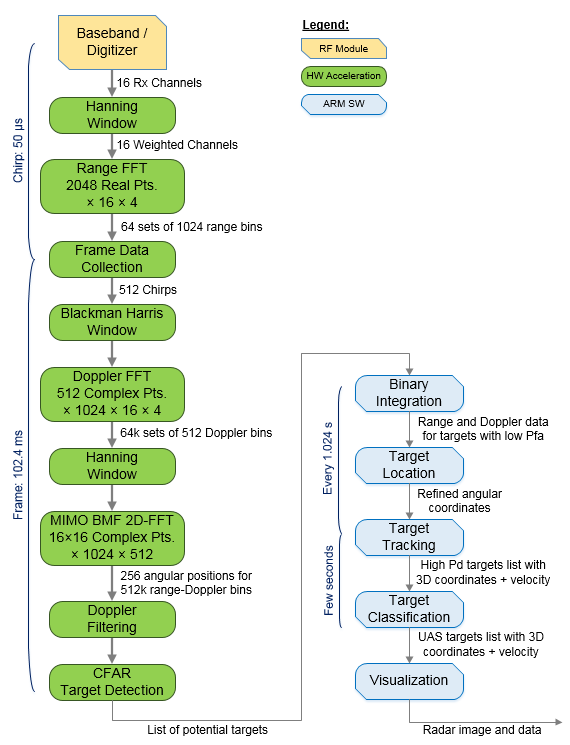 Baseband /
Digitizer
16 Rx Channels
Hanning
Window
16 Weighted Channels
Range FFT
2048 Real Pts.
× 16 × 4
64 sets of 1024 range bins
Frame Data
Collection
512 Chirps
Blackman Harris
Window
Doppler FFT
512 Complex Pts.
× 1024 × 16 × 4
64k sets of 512 Doppler bins
Hanning
Window
MIMO BMF 2D-FFT
16×16 Complex Pts.
× 1024 × 512
256 angular positions for
512k range-Doppler bins
Doppler
Filtering
CFAR
Target Detection
List of potential targets
Chirp: 50 µs
Frame: 102.4 ms
Legend:
RF Module
HW Acceleration
ARM SW
Binary
Integration
Range and Doppler data
for targets with low Pfa
Target
Location
Refined angular
coordinates
Target
Tracking
High Pd targets list with
3D coordinates + velocity
Target
Classification
UAS targets list with 3D
coordinates + velocity
Visualization
Radar image and data
Every 1.024 s
Few seconds